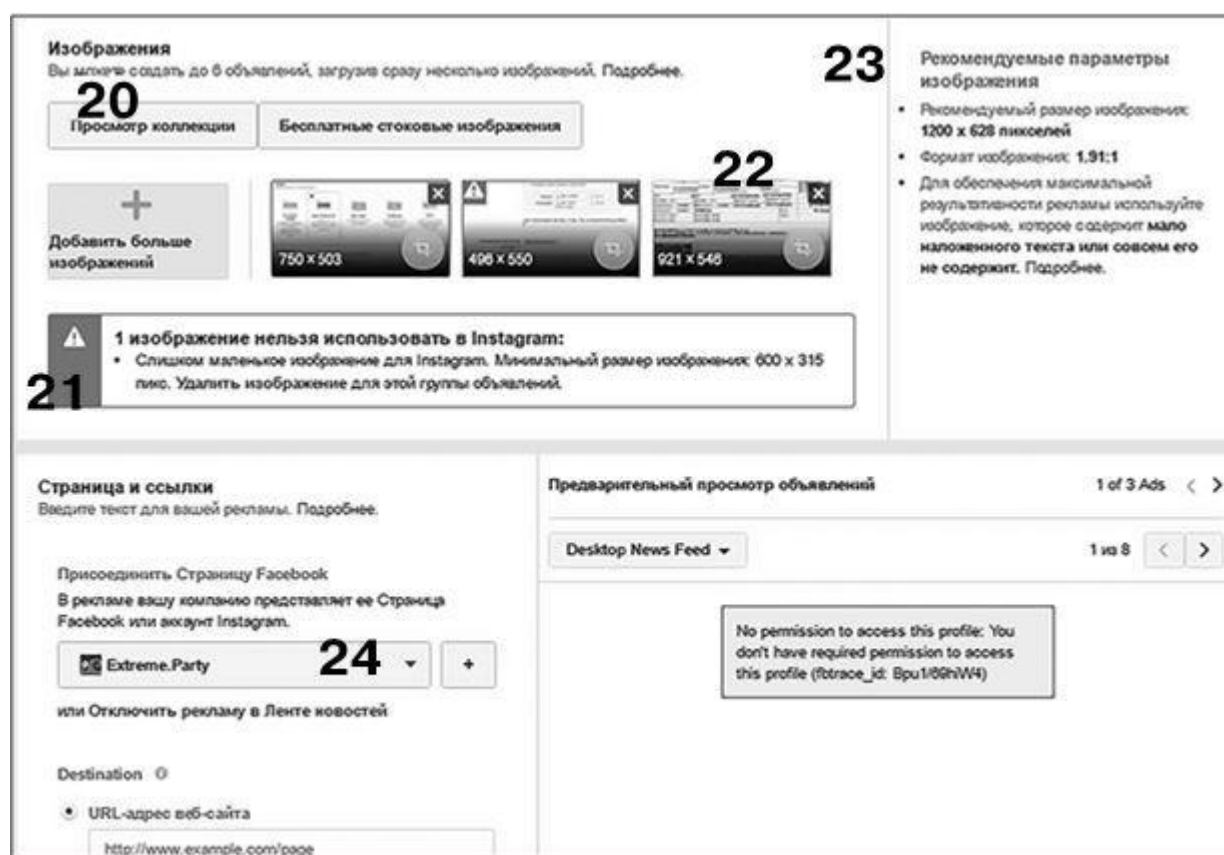 Изображения
Вы можете создать до 6 объявлений, загрузив сразу несколько изображений. Подробнее.
20
Просмотр коллекции
Бесплатные стоковые изображения
22
+
Добавить больше
изображений
750 × 503
498 × 550
921 × 546
1 изображение нельзя использовать в Instagram:
• Слишком маленькое изображение для Instagram. Минимальный размер изображения: 600 x 315
пикс. Удалить изображение для этой группы объявлений.
21
23
Рекомендуемые параметры
изображения
• Рекомендуемый размер изображения:
1200 x 628 пикселей
• Формат изображения: 1.91:1
• Для обеспечения максимальной
результативности рекламы используйте
изображение, которое содержит мало
наложенного текста или совсем его
не содержит. Подробнее.
Страница и ссылки
Введите текст для вашей рекламы. Подробнее.
Присоединить Страницу Facebook
В рекламе вашу компанию представляет ее Страница
Facebook или аккаунт Instagram.
Extreme.Party
24
+
или Отключить рекламу в Ленте новостей
Destination
URL-адрес веб-сайта
http://www.example.com/page
Предварительный просмотр объявлений
1 of 3 Ads
Desktop News Feed
1 из 8
No permission to access this profile: You
don't have required permission to access
this profile (fbtrace_id: Bpu1/69hiW4)